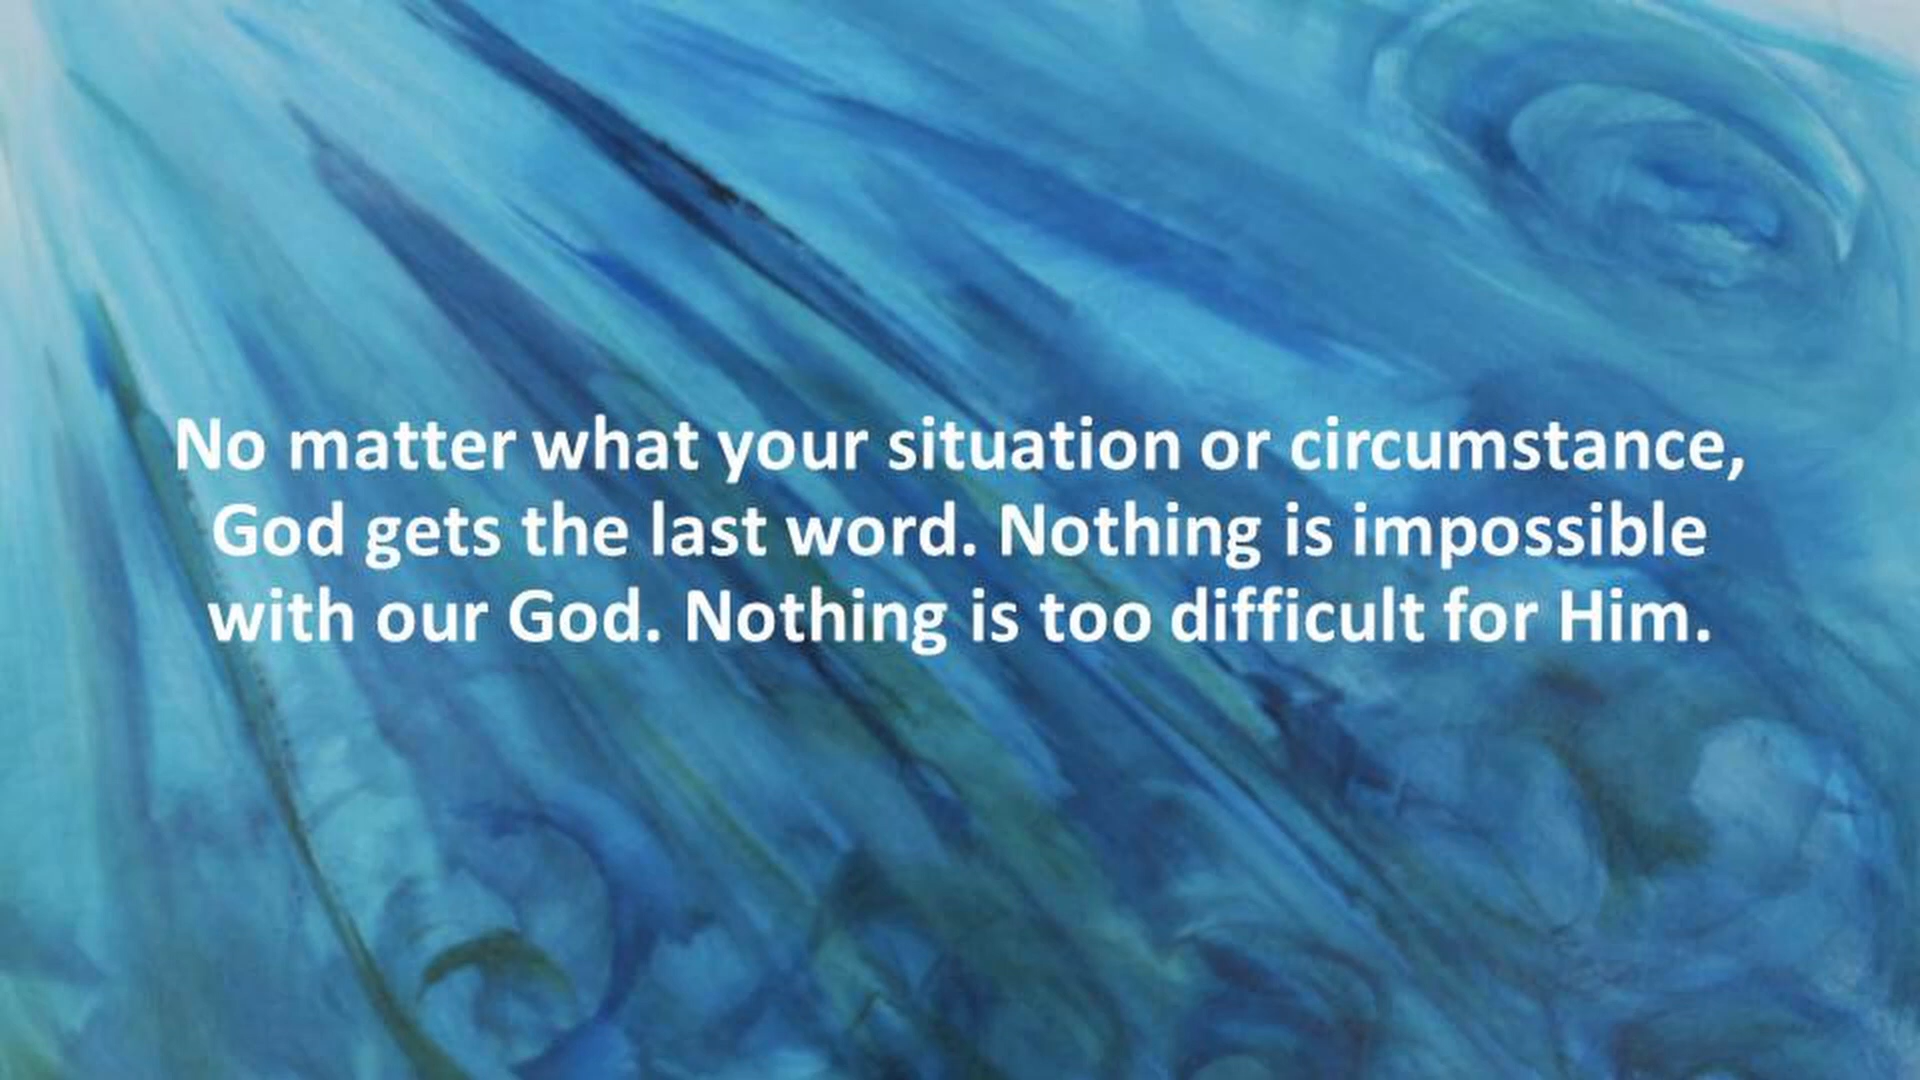 No matter what your situation or circumstance,
God gets the last word. Nothing is impossible
with our God. Nothing is too difficult for Him.